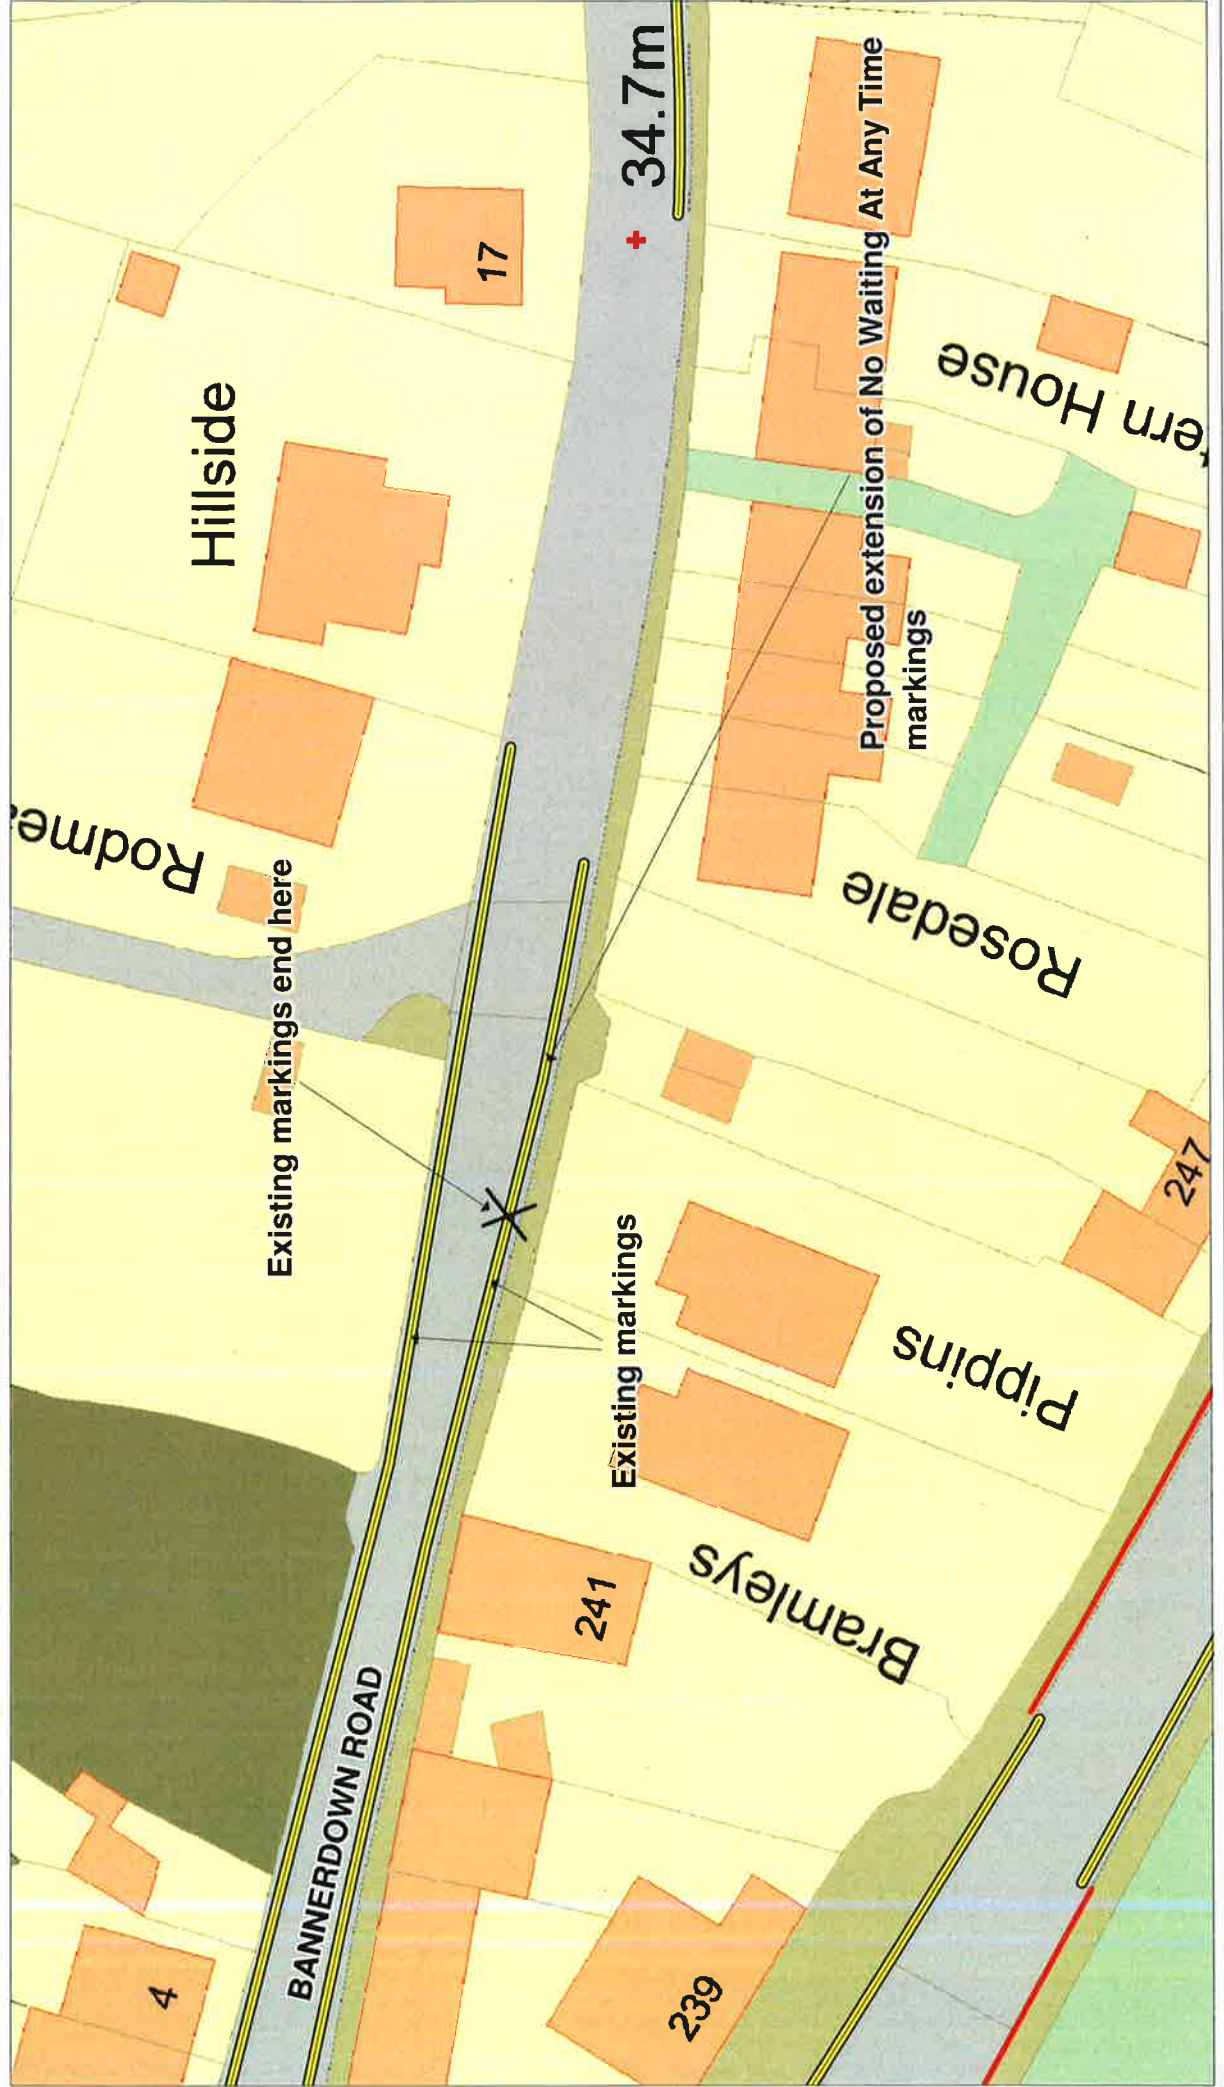 34.7m
17
Hillside
Proposed extension of No Waiting At Any Time
markings
ern House
Rodme
Existing markings end here
Rosedale
Existing markings
247
Pippins
241
Bramleys
BANNERDOWN ROAD
4
239